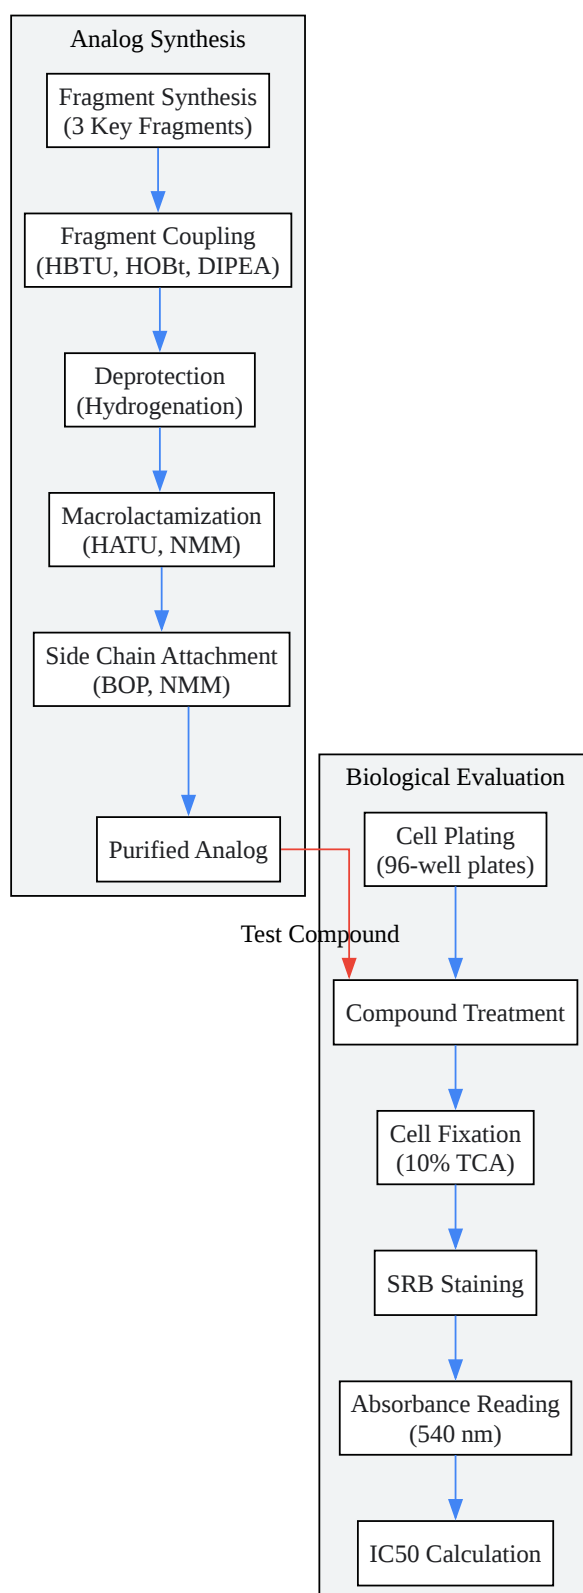 Analog Synthesis
Fragment Synthesis
(3 Key Fragments)
Fragment Coupling
(HBTU, HOBt, DIPEA)
Deprotection
(Hydrogenation)
Macrolactamization
(HATU, NMM)
Side Chain Attachment
(BOP, NMM)
Purified Analog
Test Compound
Biological Evaluation
Cell Plating
(96-well plates)
Compound Treatment
Cell Fixation
(10% TCA)
SRB Staining
Absorbance Reading
(540 nm)
IC50 Calculation